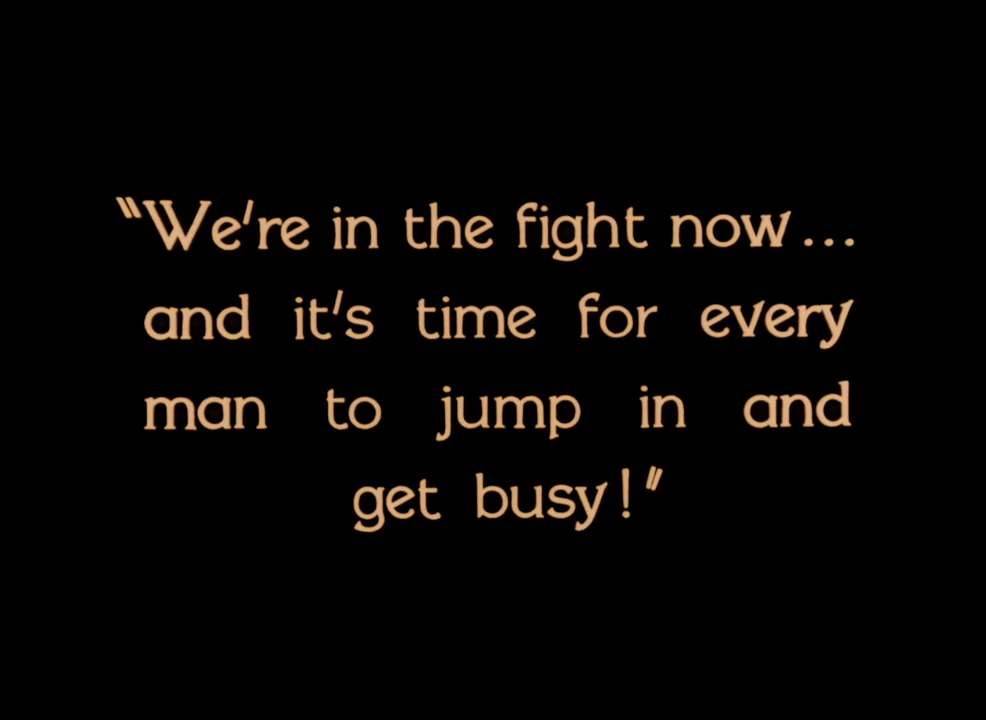 "We're in the fight now...
and it's time for every
man to jump in and
get busy!"